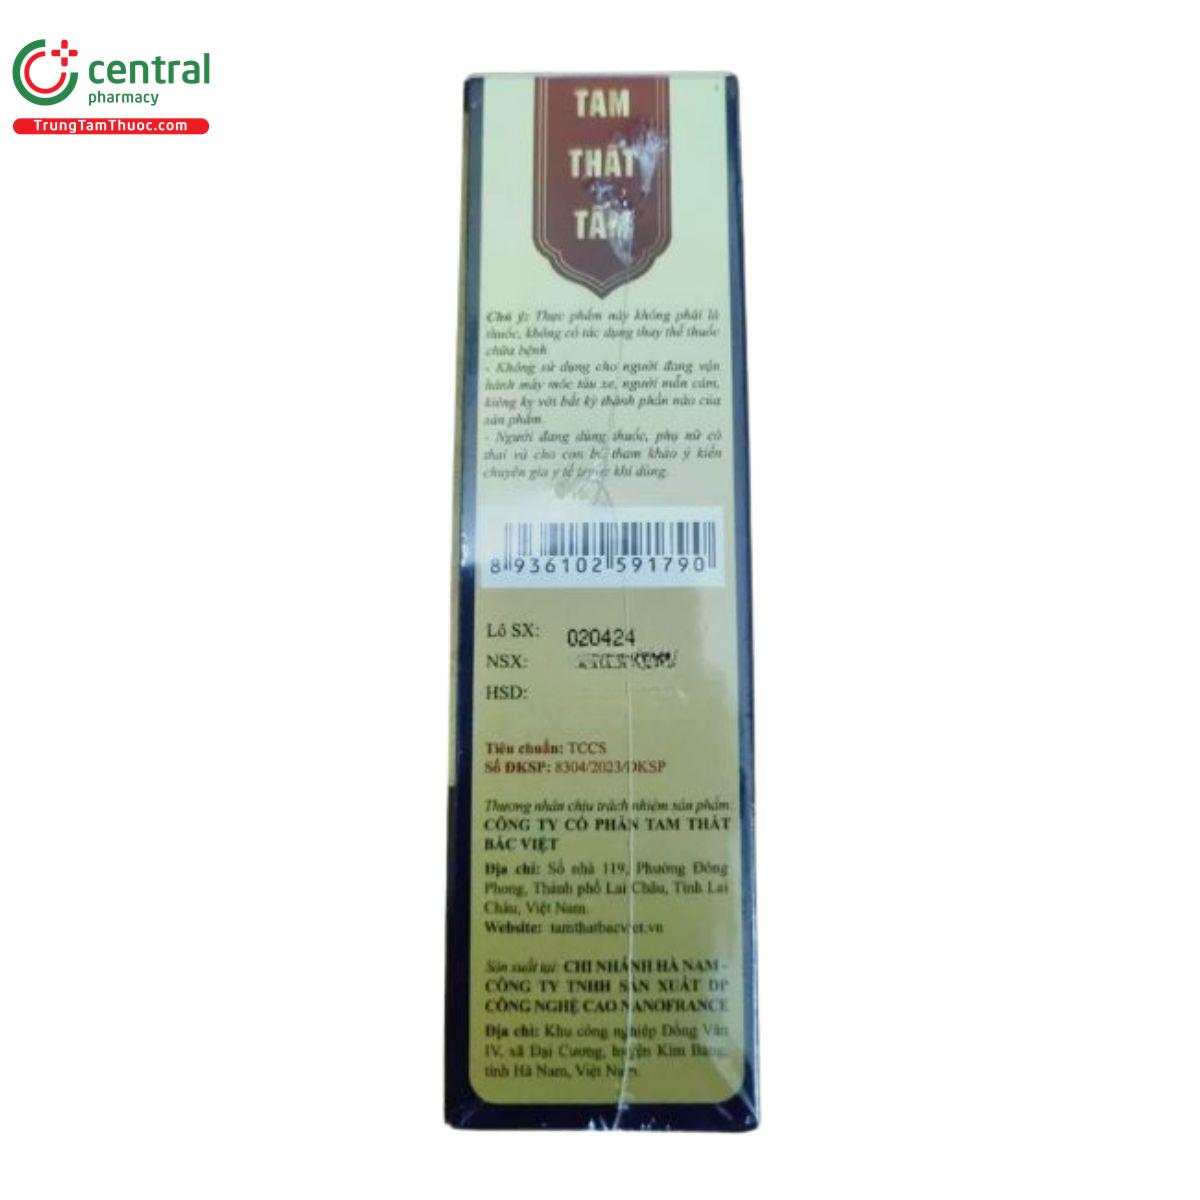 central
pharmacy
TrungTamThuoc.com
TAM
THẤT
TÂM
Chú ý: Thực phẩm này không phải là
thuốc, không có tác dụng thay thế thuốc
chữa bệnh
- Không sử dụng cho người đang vận
hành máy móc tàu xe, người mẫn cảm,
kiêng kỵ với bất kỳ thành phần nào của
sản phẩm
- Người đang dùng thuốc, phụ nữ có
thai và cho con bú tham khảo ý kiến
chuyên gia y tế trước khi dùng.
8 936102 591790
Lô SX: 020424
NSX:
HSD:
Tiêu chuẩn: TCCS
Số ĐKSP: 8304/2023/ĐKSP
Thương nhân chịu trách nhiệm sản phẩm:
CÔNG TY CỔ PHẦN TAM THẤT
BẮC VIỆT
Địa chỉ: Số nhà 119, Phường Đông
Phong, Thành phố Lai Châu, Tỉnh Lai
Châu, Việt Nam.
Website: tamthatbacviet.vn
Sản xuất tại: CHI NHÁNH HÀ NAM -
CÔNG TY TNHH SẢN XUẤT DP
CÔNG NGHỆ CAO NANOFRANCE
Địa chỉ: Khu công nghiệp Đồng Văn
IV, xã Đại Cương, huyện Kim Bảng,
tỉnh Hà Nam, Việt Nam.